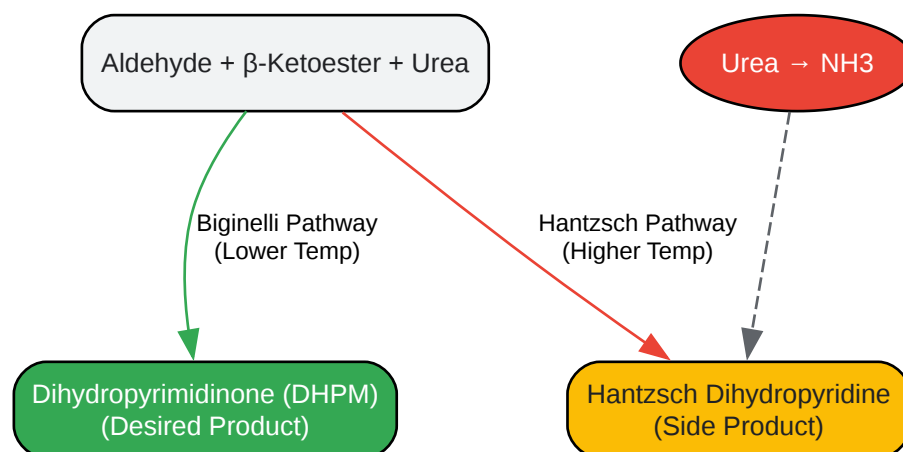 Aldehyde + β-Ketoester + Urea
Urea → NH3
Biginelli Pathway
(Lower Temp)
Hantzsch Pathway
(Higher Temp)
Dihydropyrimidinone (DHPM)
(Desired Product)
Hantzsch Dihydropyridine
(Side Product)